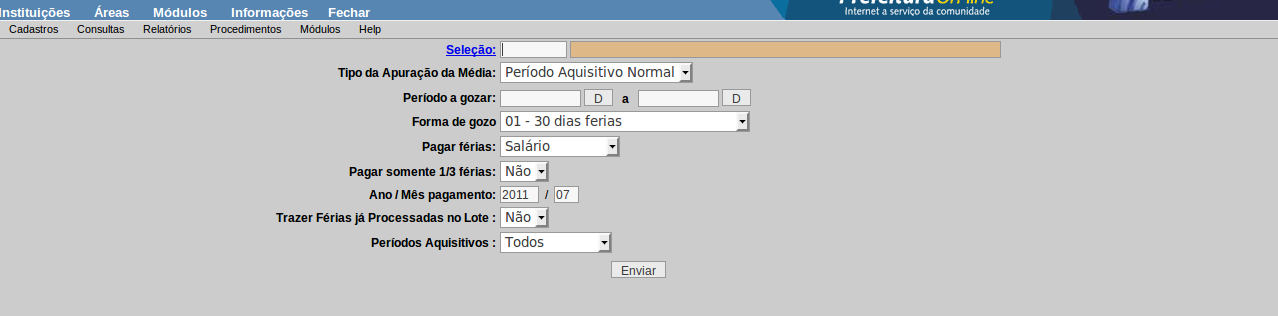 Instituições Áreas Módulos Informações Fechar
Internet a serviço da comunidade
Cadastros Consultas Relatórios Procedimentos Módulos Help
Seleção:
Tipo da Apuração da Média: Período Aquisitivo Normal
Período a gozar: D a D
Forma de gozo 01 - 30 dias ferias
Pagar férias: Salário
Pagar somente 1/3 férias: Não
Ano / Mês pagamento: 2011 / 07
Trazer Férias já Processadas no Lote : Não
Períodos Aquisitivos : Todos
Enviar